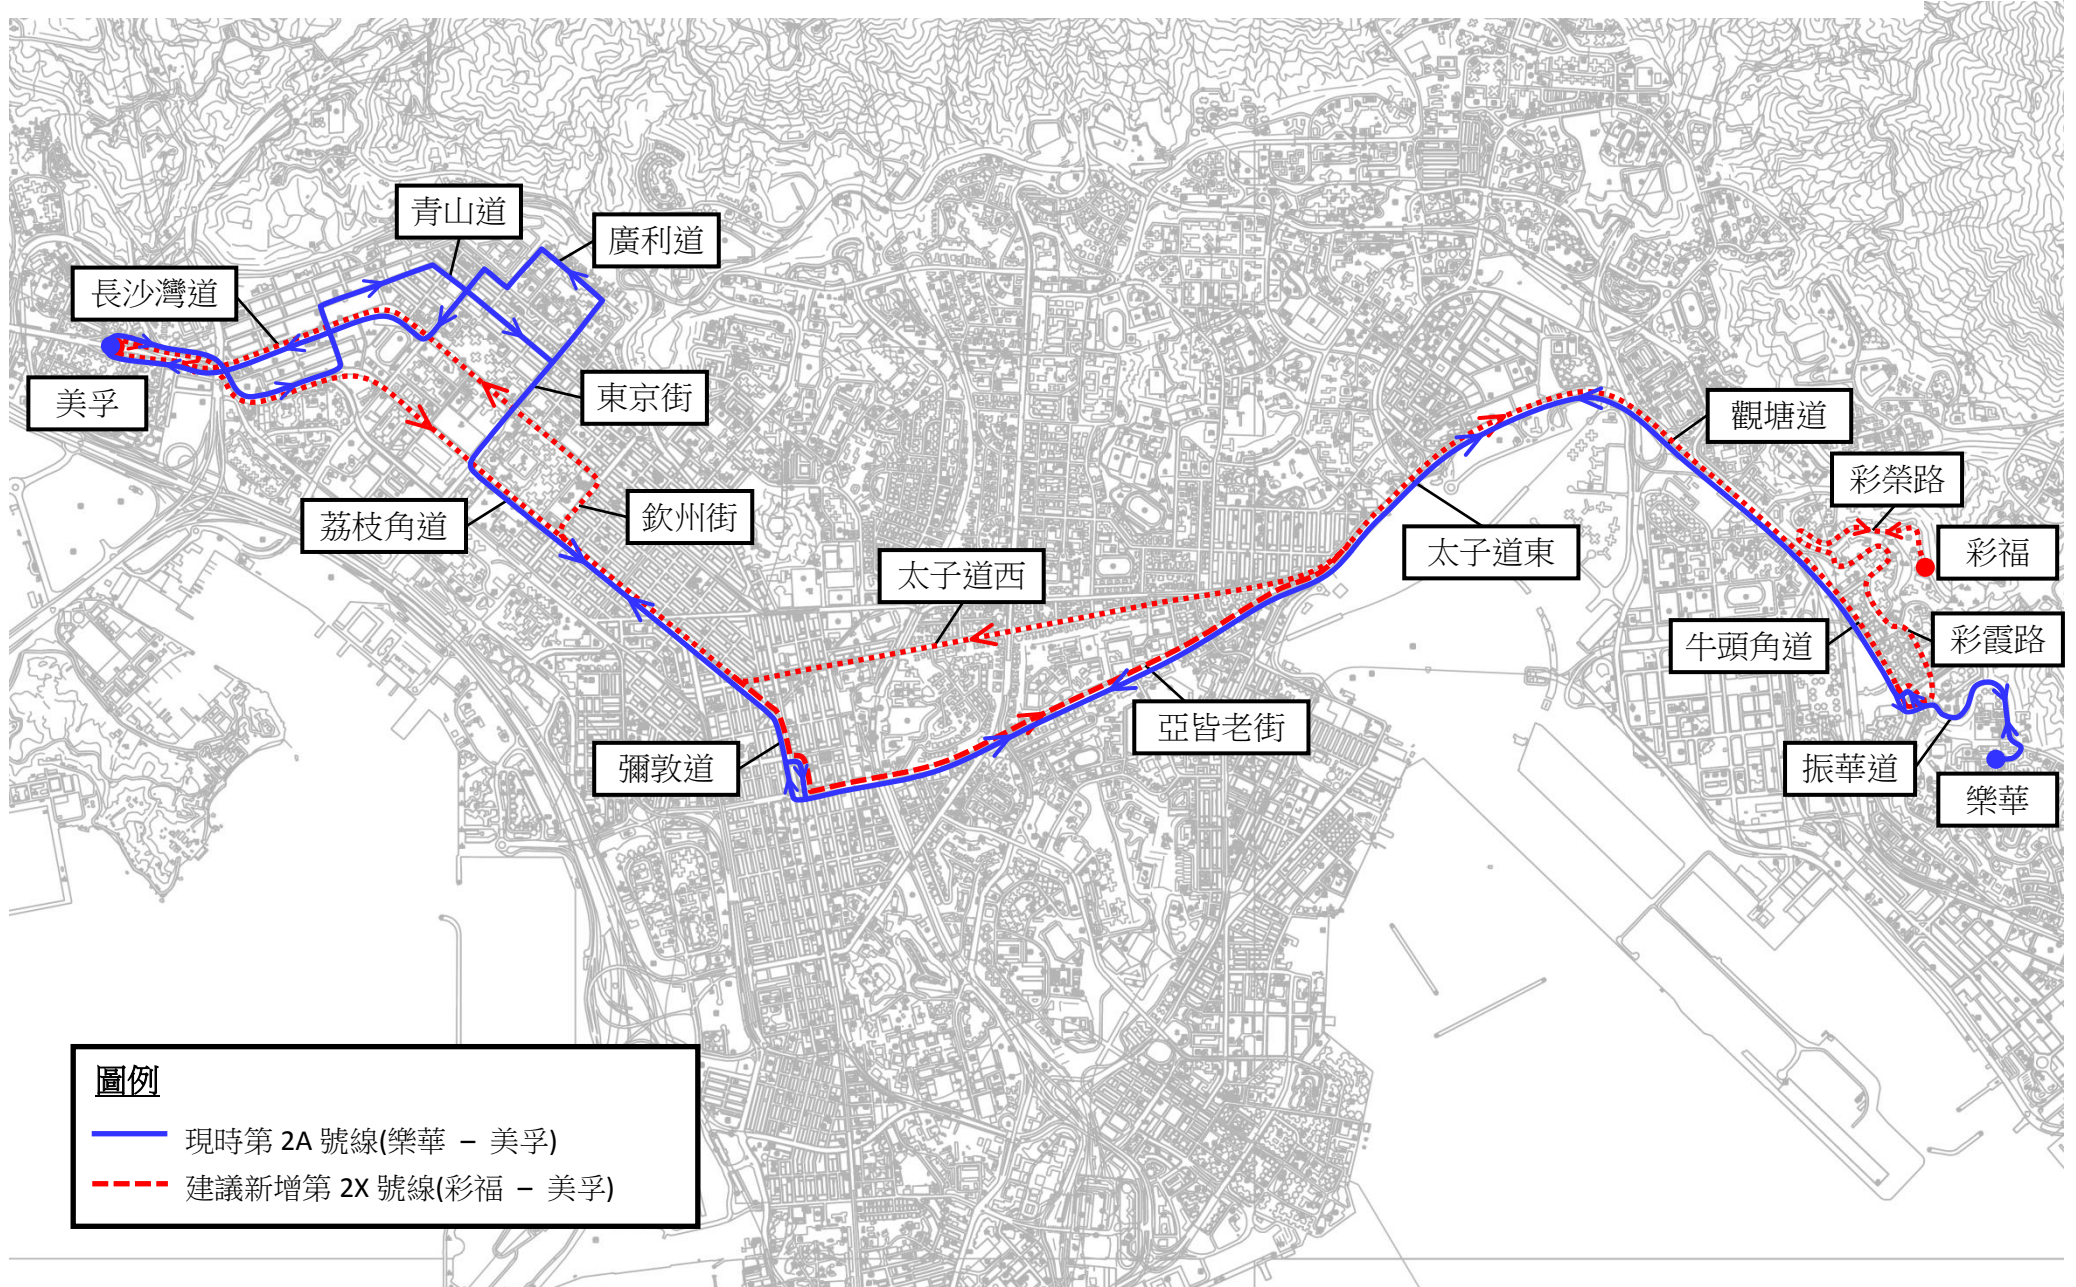 青山道
廣利道
長沙灣道
美孚
東京街
荔枝角道
欽州街
太子道西
彌敦道
亞皆老街
太子道東
觀塘道
彩榮路
彩福
牛頭角道
彩霞路
振華道
樂華
圖例
現時第 2A 號線(樂華 – 美孚)
建議新增第 2X 號線(彩福 – 美孚)